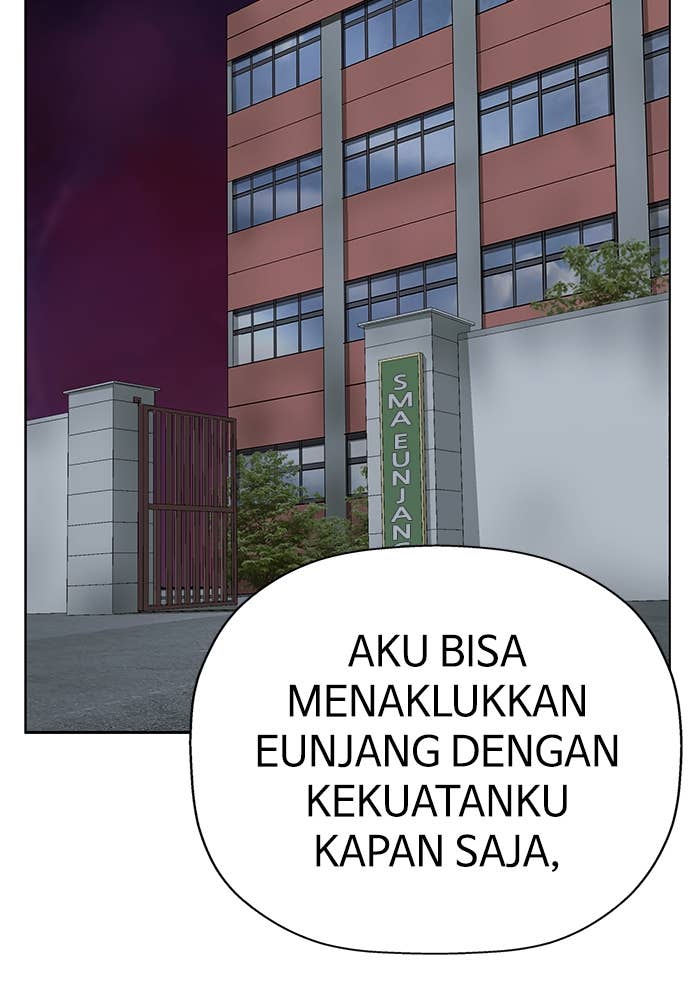 SMA EUNJANG
AKU BISA
MENAKLUKKAN
EUNJANG DENGAN
KEKUATANKU
KAPAN SAJA,